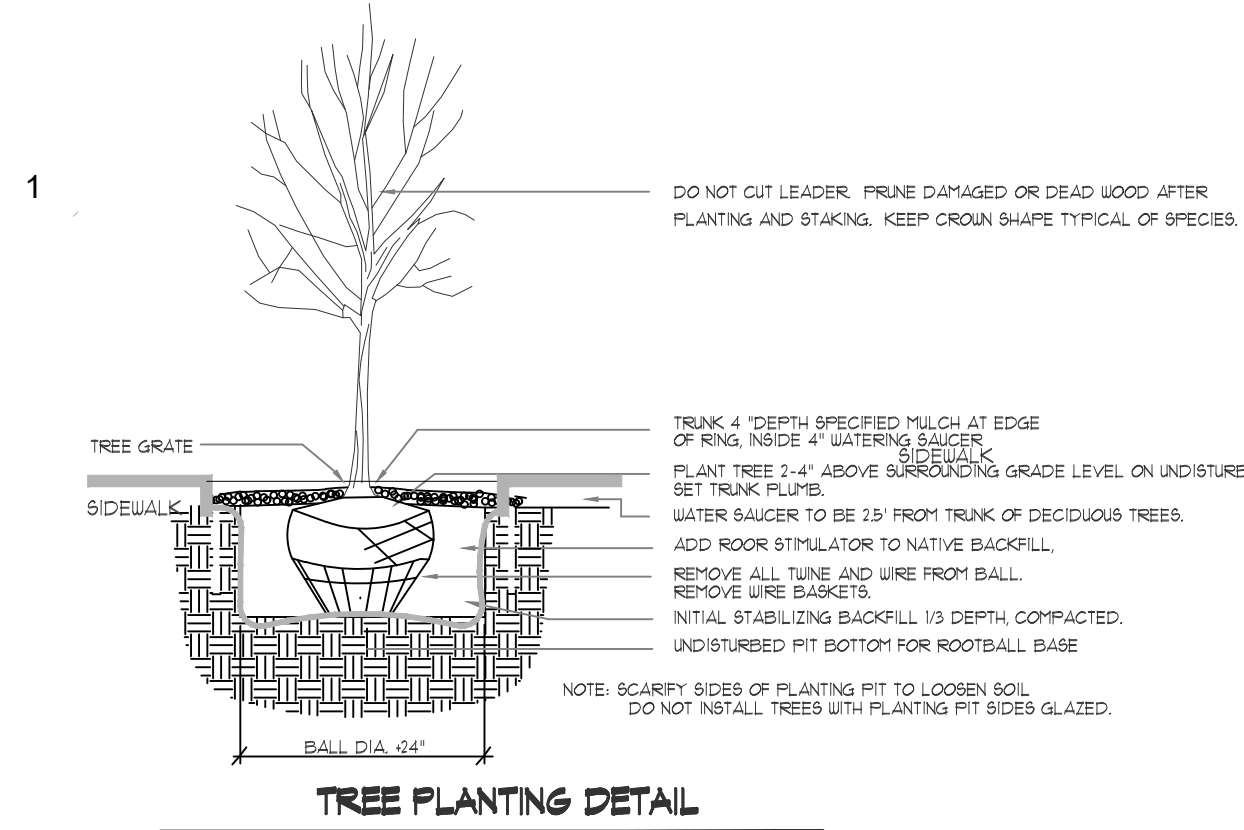 1
DO NOT CUT LEADER. PRUNE DAMAGED OR DEAD WOOD AFTER
PLANTING AND STAKING. KEEP CROWN SHAPE TYPICAL OF SPECIES.
TREE GRATE
TRUNK 4 "DEPTH SPECIFIED MULCH AT EDGE
OF RING, INSIDE 4" WATERING SAUCER
SIDEWALK
PLANT TREE 2-4" ABOVE SURROUNDING GRADE LEVEL ON UNDISTURE
SET TRUNK PLUMB.
SIDEWALK
WATER SAUCER TO BE 2.5' FROM TRUNK OF DECIDUOUS TREES.
ADD ROOR STIMULATOR TO NATIVE BACKFILL,
REMOVE ALL TWINE AND WIRE FROM BALL.
REMOVE WIRE BASKETS.
INITIAL STABILIZING BACKFILL 1/3 DEPTH, COMPACTED.
UNDISTURBED PIT BOTTOM FOR ROOTBALL BASE
NOTE: SCARIFY SIDES OF PLANTING PIT TO LOOSEN SOIL
DO NOT INSTALL TREES WITH PLANTING PIT SIDES GLAZED.
BALL DIA. +24"
TREE PLANTING DETAIL